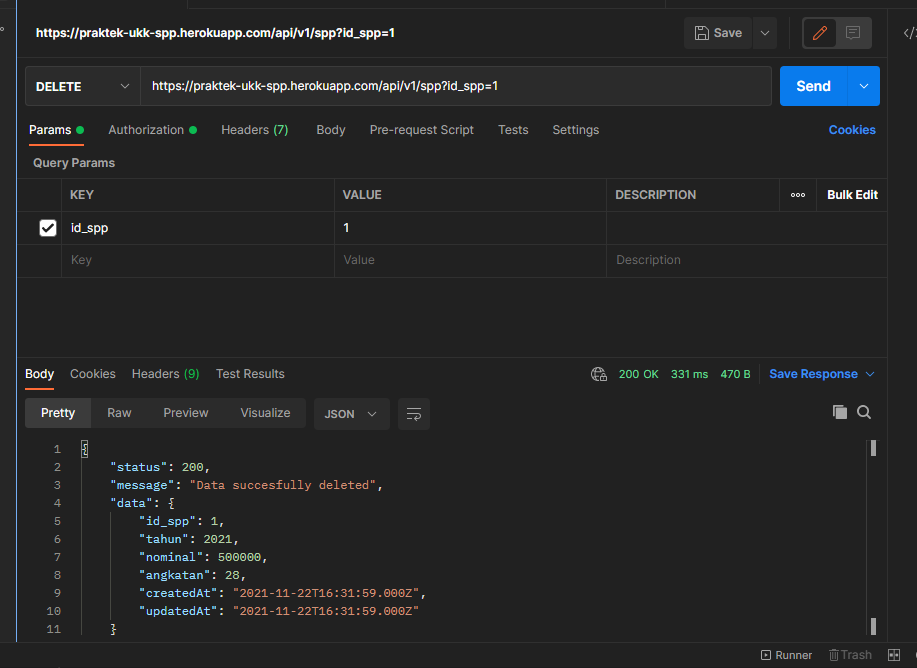 https://praktek-ukk-spp.herokuapp.com/api/v1/spp?id_spp=1 Save
DELETE https://praktek-ukk-spp.herokuapp.com/api/v1/spp?id_spp=1 Send
Params Authorization Headers (7) Body Pre-request Script Tests Settings Cookies
Query Params
KEY VALUE DESCRIPTION ooo Bulk Edit
id_spp 1
Key Value Description
Body Cookies Headers (9) Test Results 200 OK 331 ms 470 B Save Response
Pretty Raw Preview Visualize JSON
1 {
2 "status": 200,
3 "message": "Data succesfully deleted",
4 "data": {
5 "id_spp": 1,
6 "tahun": 2021,
7 "nominal": 500000,
8 "angkatan": 28,
9 "createdAt": "2021-11-22T16:31:59.000Z",
10 "updatedAt": "2021-11-22T16:31:59.000Z"
11 }
Runner Trash